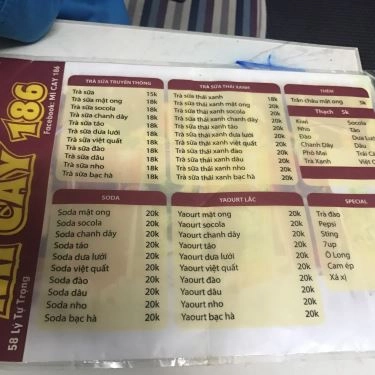 MÌ CAY 186
Facebook: MI CAY 186
58 Lý Tự Trọng
TRÀ SỮA TRUYỀN THỐNG
Trà sữa 15k
Trà sữa mật ong 18k
Trà sữa socola 18k
Trà sữa chanh dây 18k
Trà sữa táo 18k
Trà sữa dưa lưới 18k
Trà sữa việt quất 18k
Trà sữa đào 18k
Trà sữa dâu 18k
Trà sữa nho 18k
Trà sữa bạc hà 18k
TRÀ SỮA THÁI XANH
Trà sữa thái xanh 18k
Trà sữa thái xanh mật ong 20k
Trà sữa thái xanh socola 20k
Trà sữa thái xanh chanh dây 20k
Trà sữa thái xanh táo 20k
Trà sữa thái xanh dưa lưới 20k
Trà sữa thái xanh việt quất 20k
Trà sữa thái xanh đào 20k
Trà sữa thái xanh dâu 20k
Trà sữa thái xanh nho 20k
Trà sữa thái xanh bạc hà 20k
THÊM
Trân châu mật ong 5k
Thạch 5k
Kiwi Socola
Nho Táo
Đào Dâu
Chanh Dây Dưa
Phô Mai Trái
Trà Xanh Việt
SODA
Soda mật ong 20k
Soda socola 20k
Soda chanh dây 20k
Soda táo 20k
Soda dưa lưới 20k
Soda việt quất 20k
Soda đào 20k
Soda dâu 20k
Soda nho 20k
Soda bạc hà 20k
YAOURT LẮC
Yaourt mật ong 20k
Yaourt socola 20k
Yaourt chanh dây 20k
Yaourt táo 20k
Yaourt dưa lưới 20k
Yaourt việt quất 20k
Yaourt đào 20k
Yaourt dâu 20k
Yaourt nho 20k
Yaourt bạc hà 20k
SPECIAL
Trà đào
Pepsi
Sting
7up
Ô Long
Cam ép
Xá xị